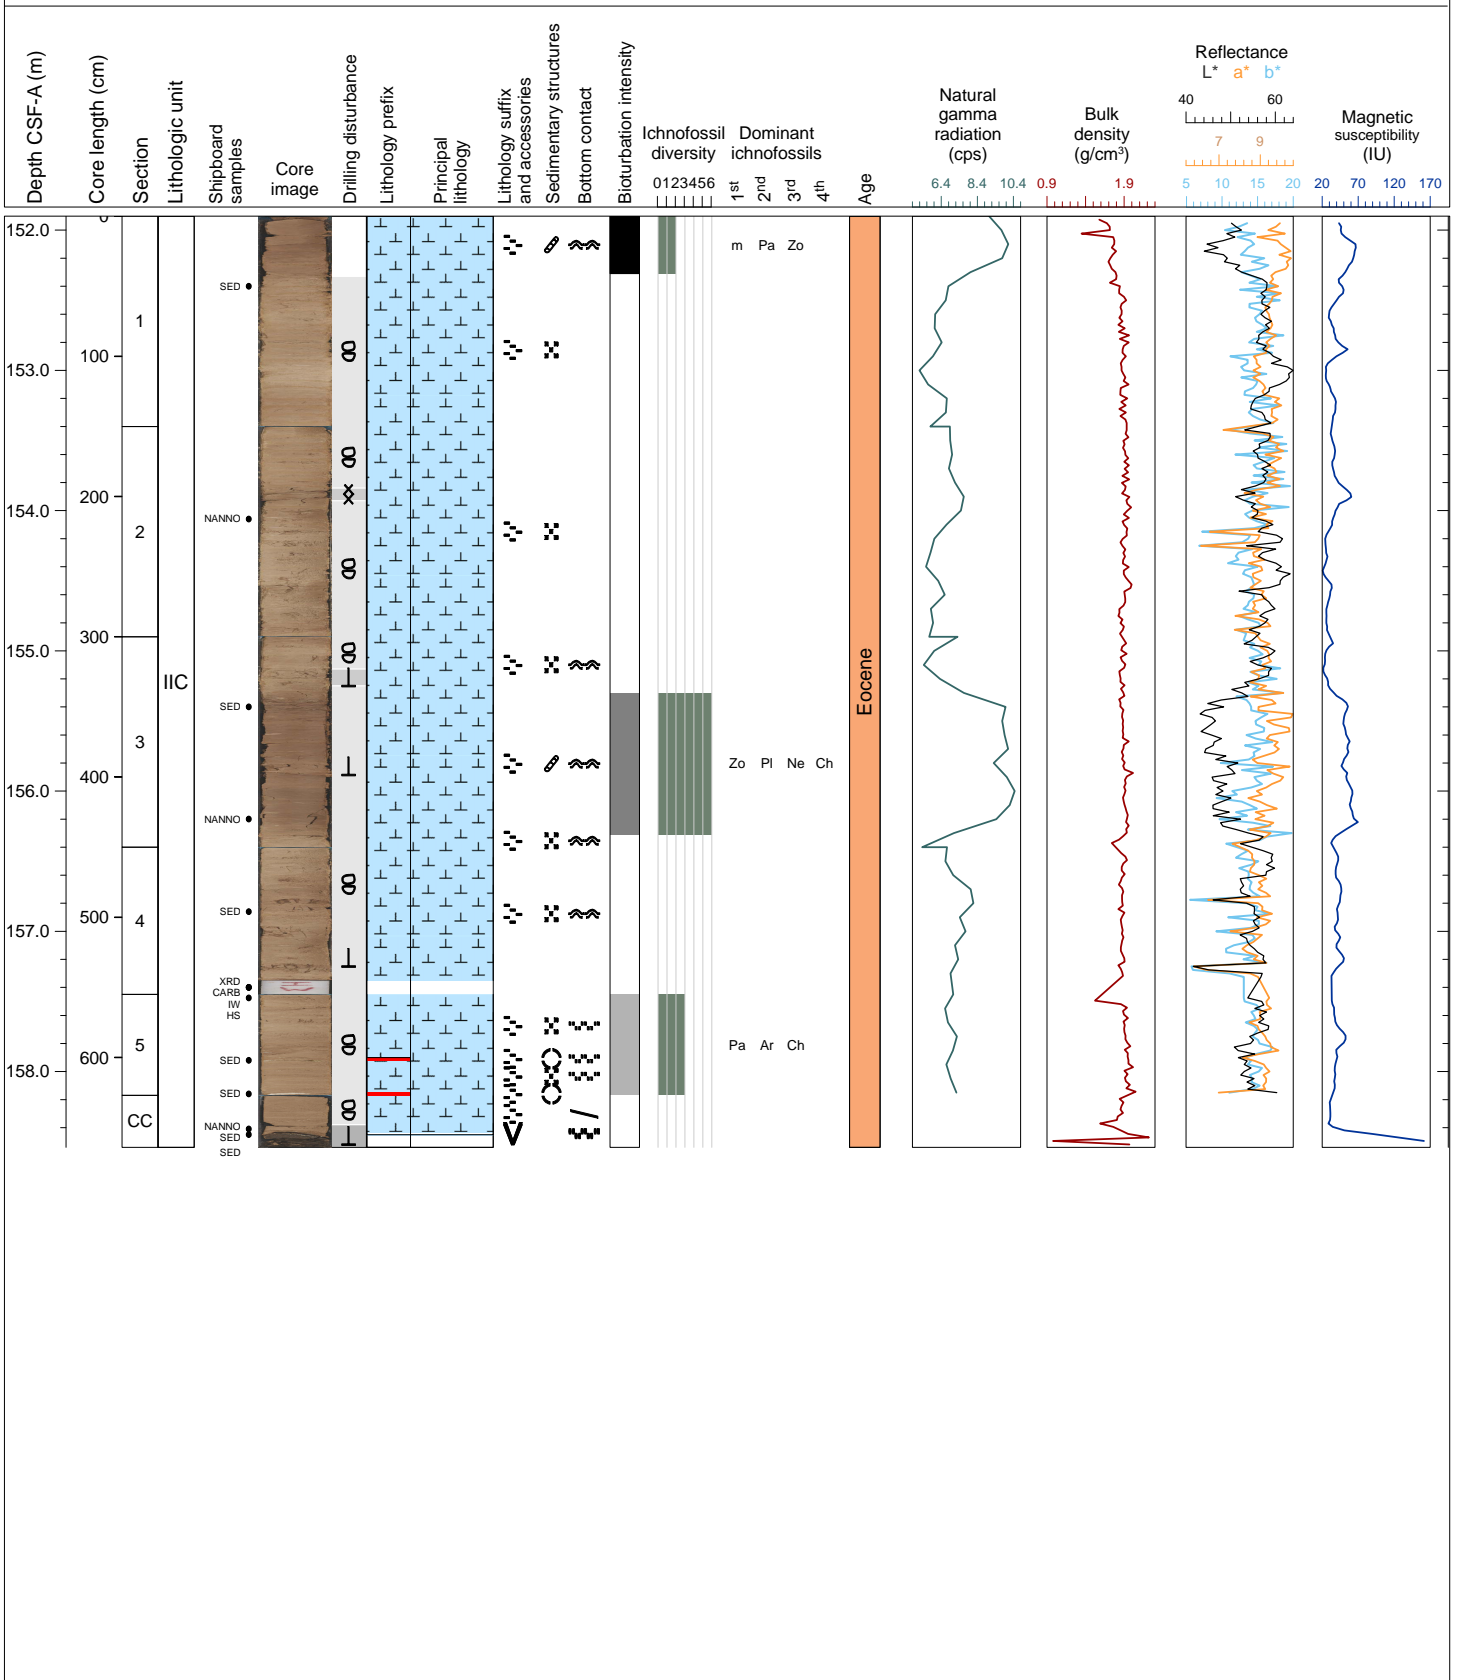 Depth CSF-A (m)
Core length (cm)
Section
Lithologic unit
Shipboard
samples
Core
image
Drilling disturbance
Lithology prefix
Principal
lithology
Lithology suffix
and accessories
Sedimentary structures
Bottom contact
Bioturbation intensity
Ichnofossil
diversity
0123456
Dominant
ichnofossils
1st 2nd 3rd 4th
Age
Natural
gamma
radiation
(cps)
6.4 8.4 10.4
Bulk
density
(g/cm³)
0.9 1.9
Reflectance
L* a* b*
40 60
7 9
5 10 15 20
Magnetic
susceptibility
(IU)
20 70 120 170
0
152.0
m Pa Zo
SED
1
100
153.0
200
154.0
NANNO
2
300
155.0
IIC
Eocene
SED
3
Zo Pl Ne Ch
400
156.0
NANNO
SED
500
4
157.0
XRD
CARB
IW
HS
5
Pa Ar Ch
600
SED
158.0
SED
CC
NANNO
SED
SED